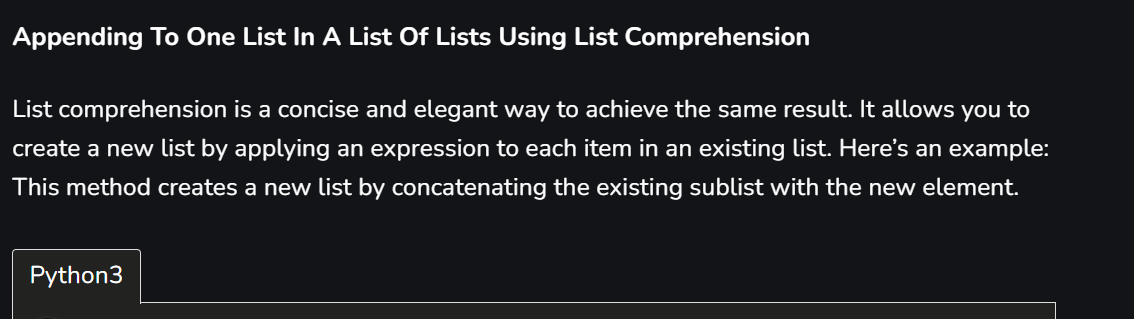 Appending To One List In A List Of Lists Using List Comprehension
List comprehension is a concise and elegant way to achieve the same result. It allows you to
create a new list by applying an expression to each item in an existing list. Here’s an example:
This method creates a new list by concatenating the existing sublist with the new element.
Python3